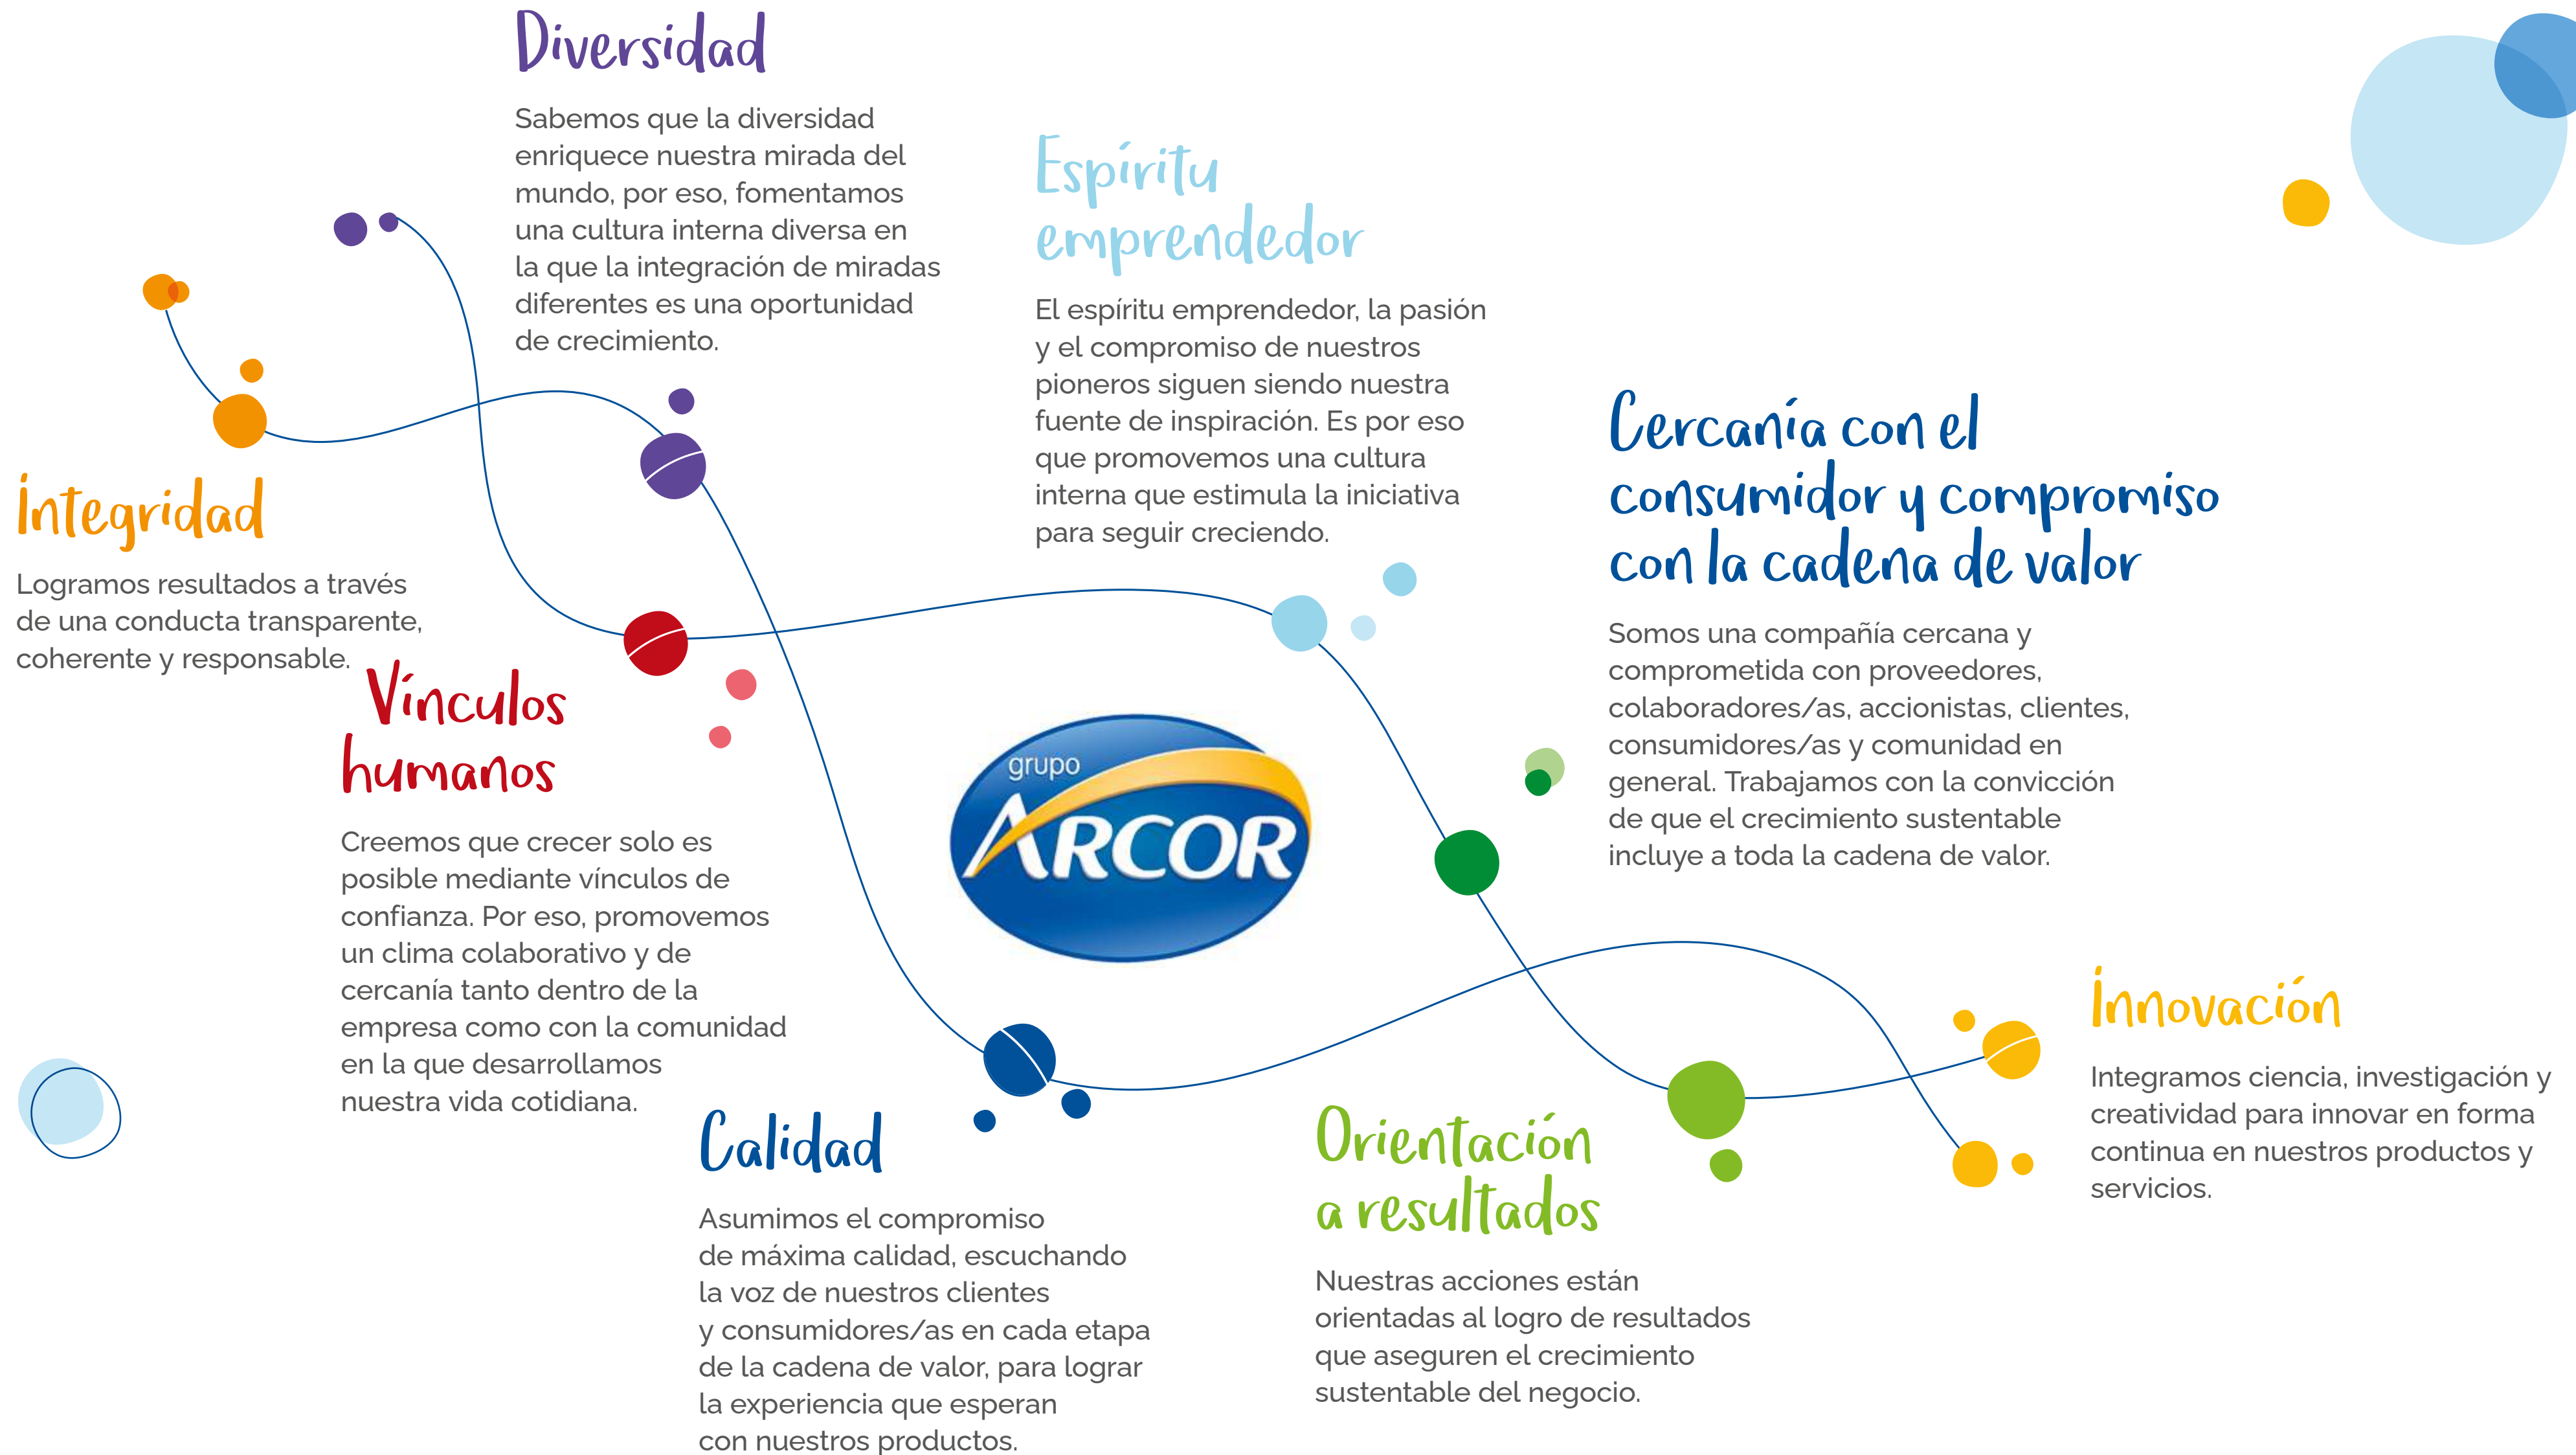 Diversidad
Sabemos que la diversidad
enriquece nuestra mirada del
mundo, por eso, fomentamos
una cultura interna diversa en
la que la integración de miradas
diferentes es una oportunidad
de crecimiento.
Espíritu
emprendedor
El espíritu emprendedor, la pasión
y el compromiso de nuestros
pioneros siguen siendo nuestra
fuente de inspiración. Es por eso
que promovemos una cultura
interna que estimula la iniciativa
para seguir creciendo.
Cercanía con el
consumidor y compromiso
con la cadena de valor
Somos una compañía cercana y
comprometida con proveedores,
colaboradores/as, accionistas, clientes,
consumidores/as y comunidad en
general. Trabajamos con la convicción
de que el crecimiento sustentable
incluye a toda la cadena de valor.
Integridad
Logramos resultados a través
de una conducta transparente,
coherente y responsable.
Vínculos
humanos
Creemos que crecer solo es
posible mediante vínculos de
confianza. Por eso, promovemos
un clima colaborativo y de
cercanía tanto dentro de la
empresa como con la comunidad
en la que desarrollamos
nuestra vida cotidiana.
grupo
ARCOR
Calidad
Asumimos el compromiso
de máxima calidad, escuchando
la voz de nuestros clientes
y consumidores/as en cada etapa
de la cadena de valor, para lograr
la experiencia que esperan
con nuestros productos.
Orientación
a resultados
Nuestras acciones están
orientadas al logro de resultados
que aseguren el crecimiento
sustentable del negocio.
Innovación
Integramos ciencia, investigación y
creatividad para innovar en forma
continua en nuestros productos y
servicios.